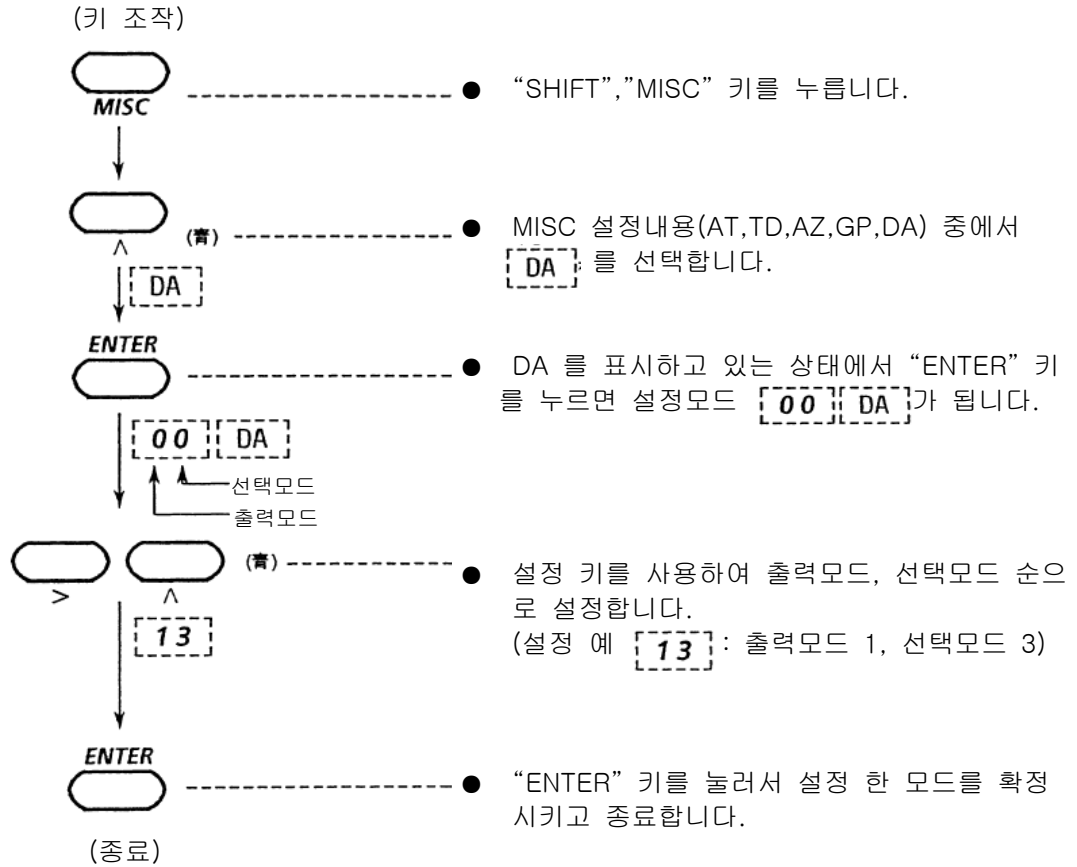 (키 조작)
MISC
● “SHIFT”,“MISC” 키를 누릅니다.
∧
(靑)
● MISC 설정내용(AT,TD,AZ,GP,DA) 중에서
DA 를 선택합니다.
DA
ENTER
● DA 를 표시하고 있는 상태에서 “ENTER” 키
를 누르면 설정모드 00 DA 가 됩니다.
00 DA
선택모드
출력모드
> ∧ (靑)
● 설정 키를 사용하여 출력모드, 선택모드 순으
로 설정합니다.
13
(설정 예 13 : 출력모드 1, 선택모드 3)
ENTER
● “ENTER” 키를 눌러서 설정 한 모드를 확정
시키고 종료합니다.
(종료)